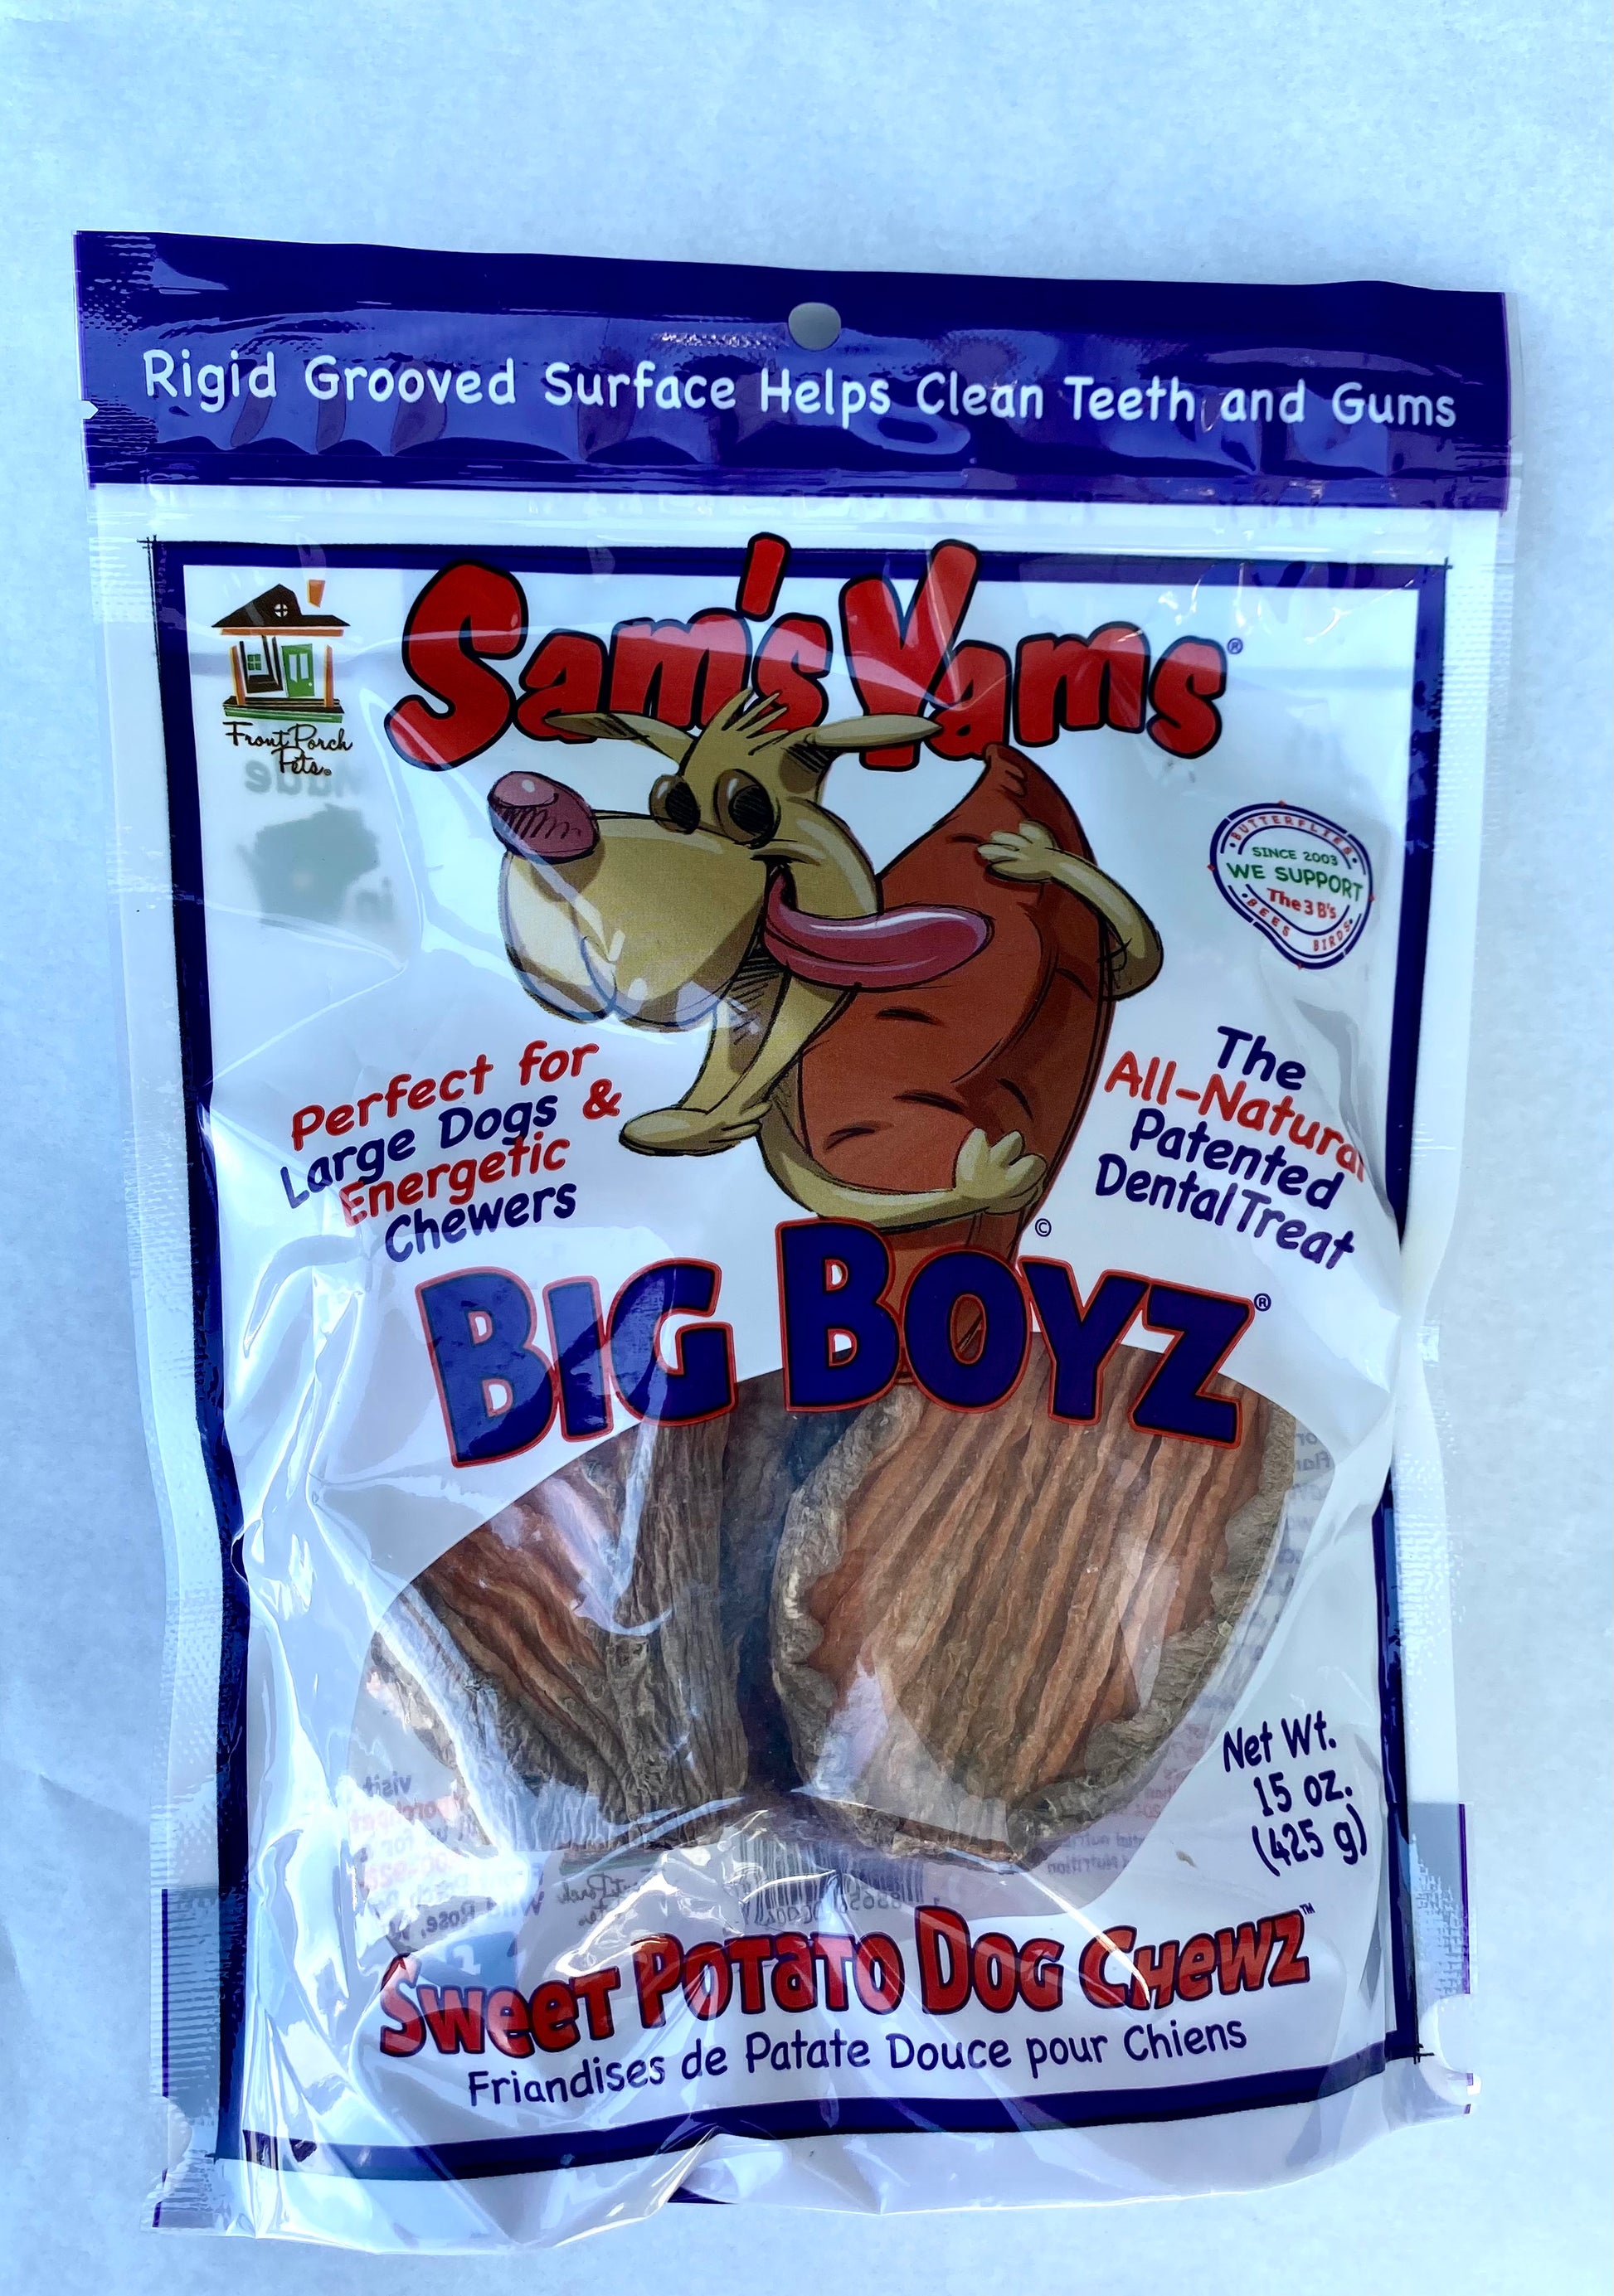 Rigid Grooved Surface Helps Clean Teeth and Gums
Sam's Yams®
Front Porch
Pets®
BUTTERFLIES
SINCE 2003
WE SUPPORT
The 3 B's
BEES BIRDS
Perfect for
Large Dogs &
Energetic
Chewers
The
All-Natural
Patented
Dental Treat
©
BIG BOYZ®
Net Wt.
15 oz.
(425 g)
Sweet Potato Dog Chewz™
Friandises de Patate Douce pour Chiens